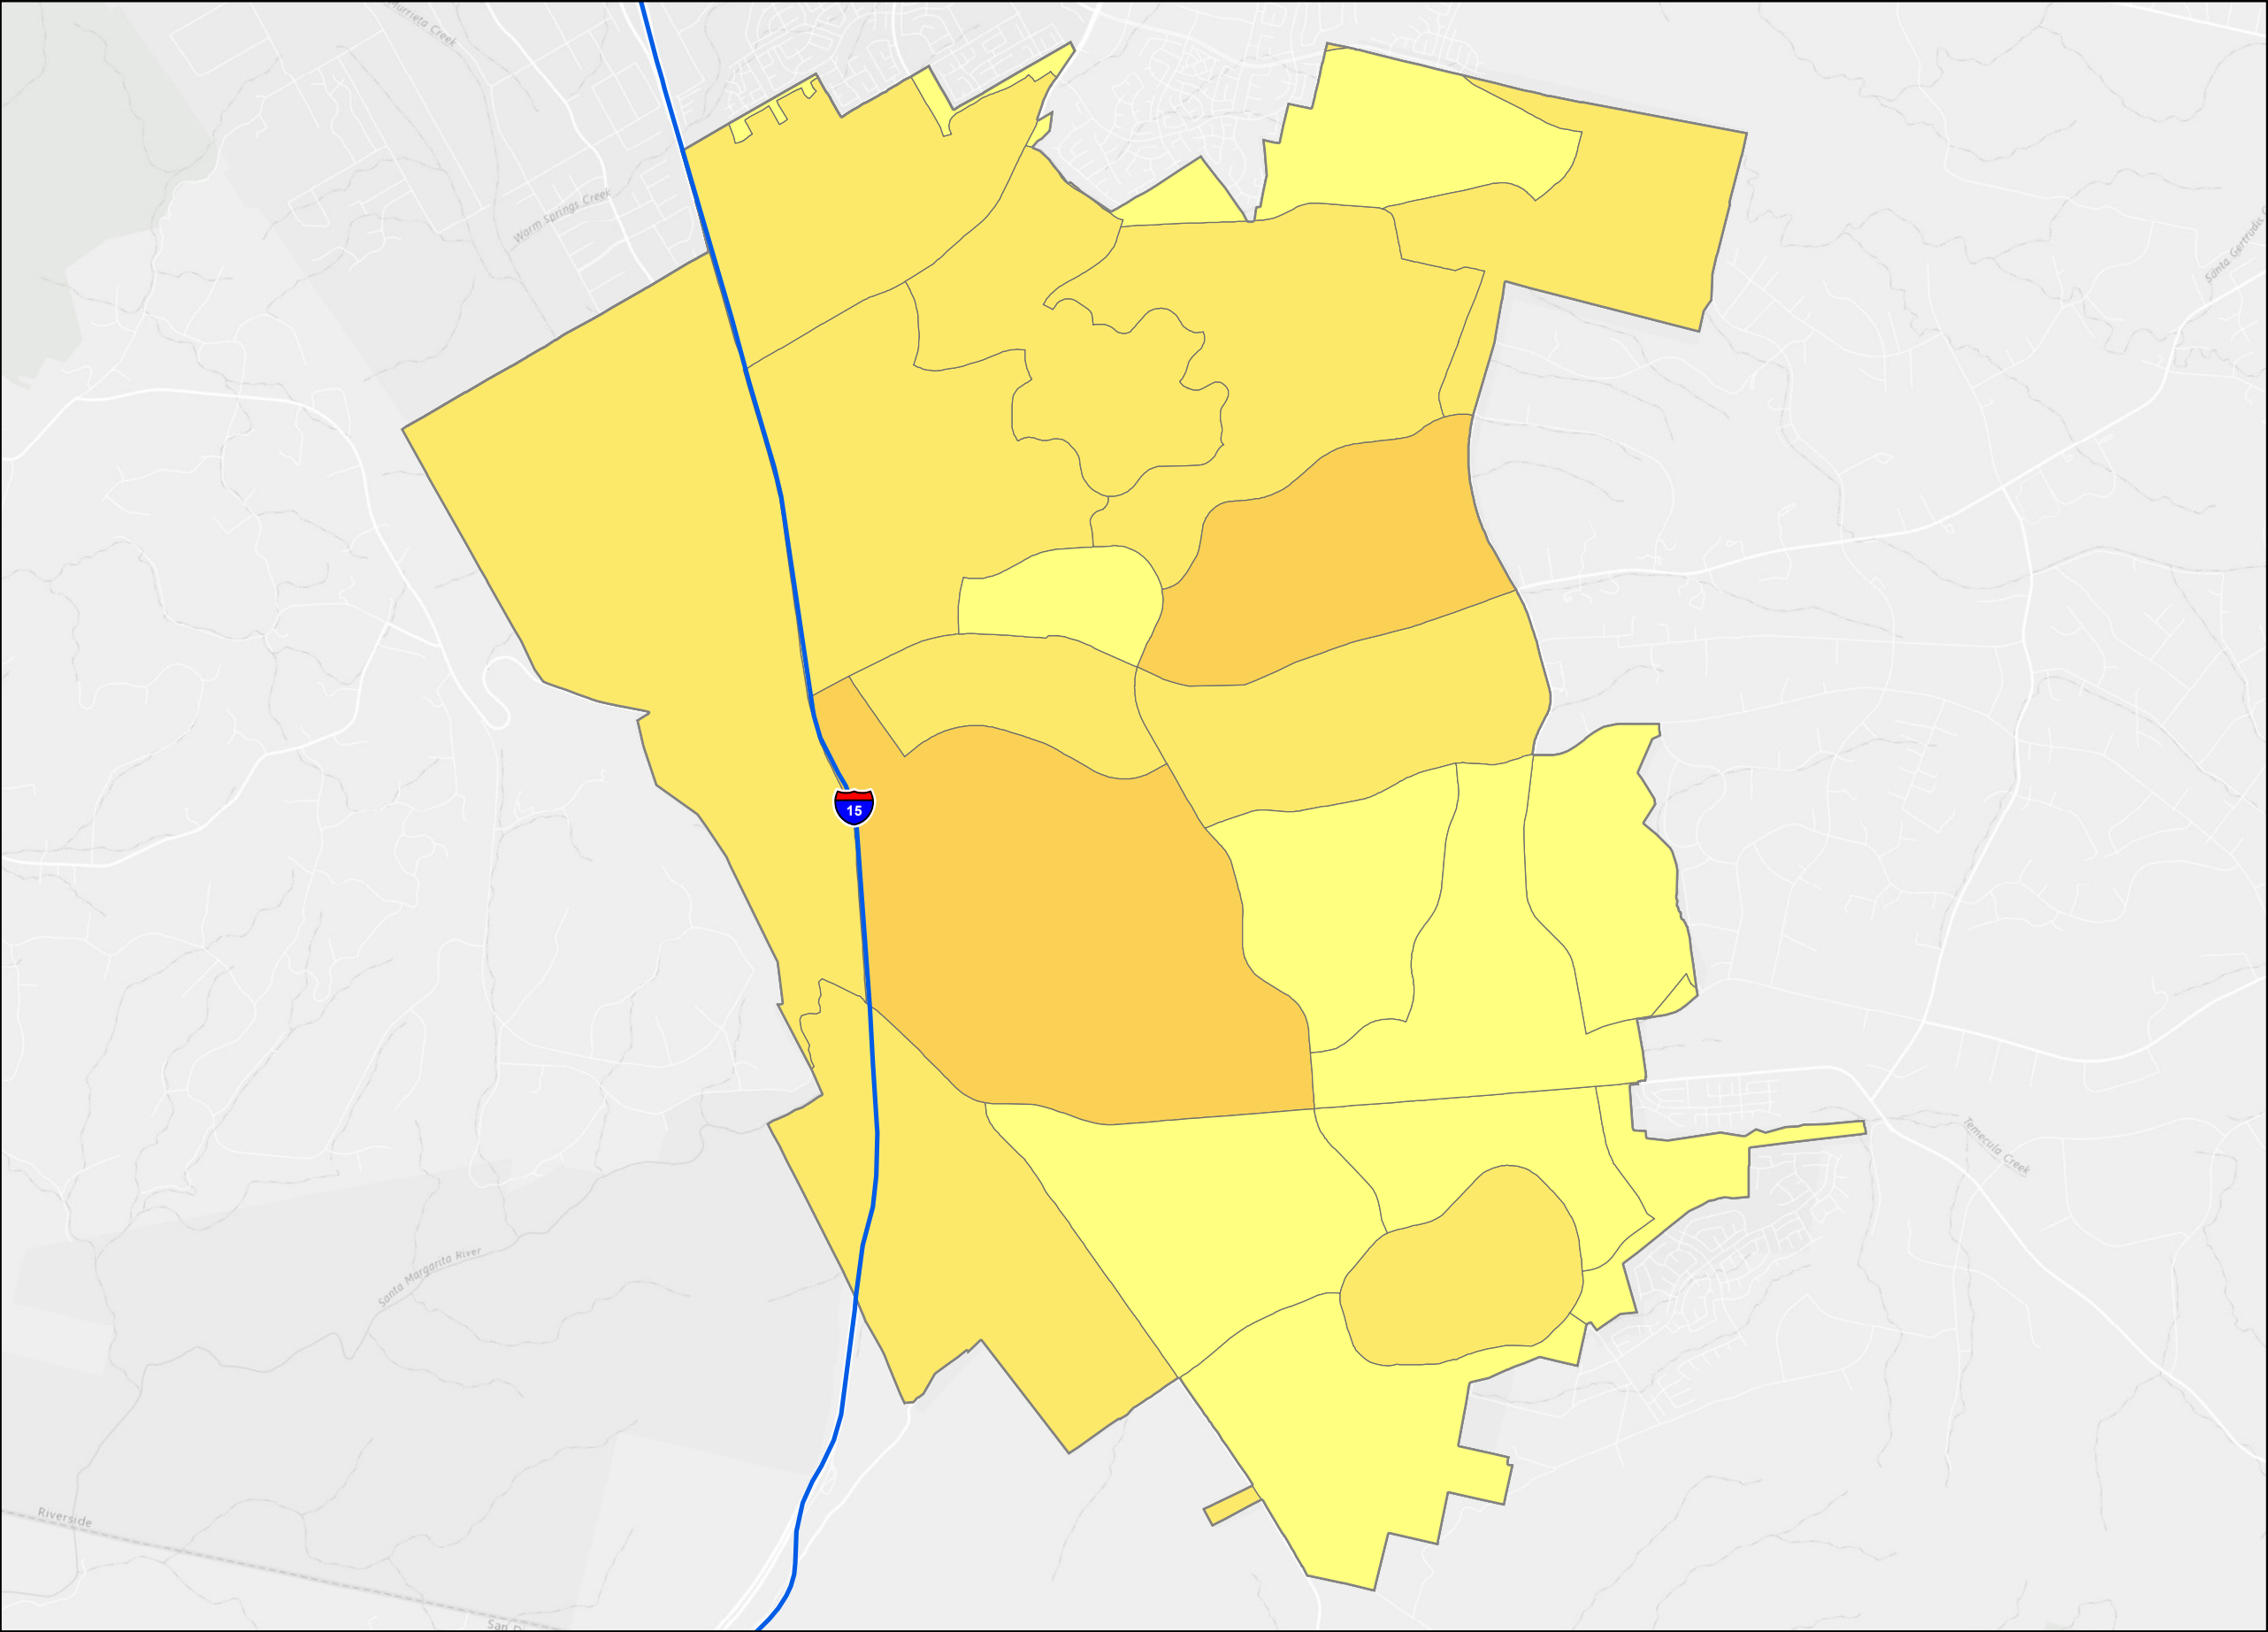 Murrieta Creek
Warm Springs Creek
Santa Gertrudis C
15
Temecula Creek
Santa Margarita River
Riverside
San D